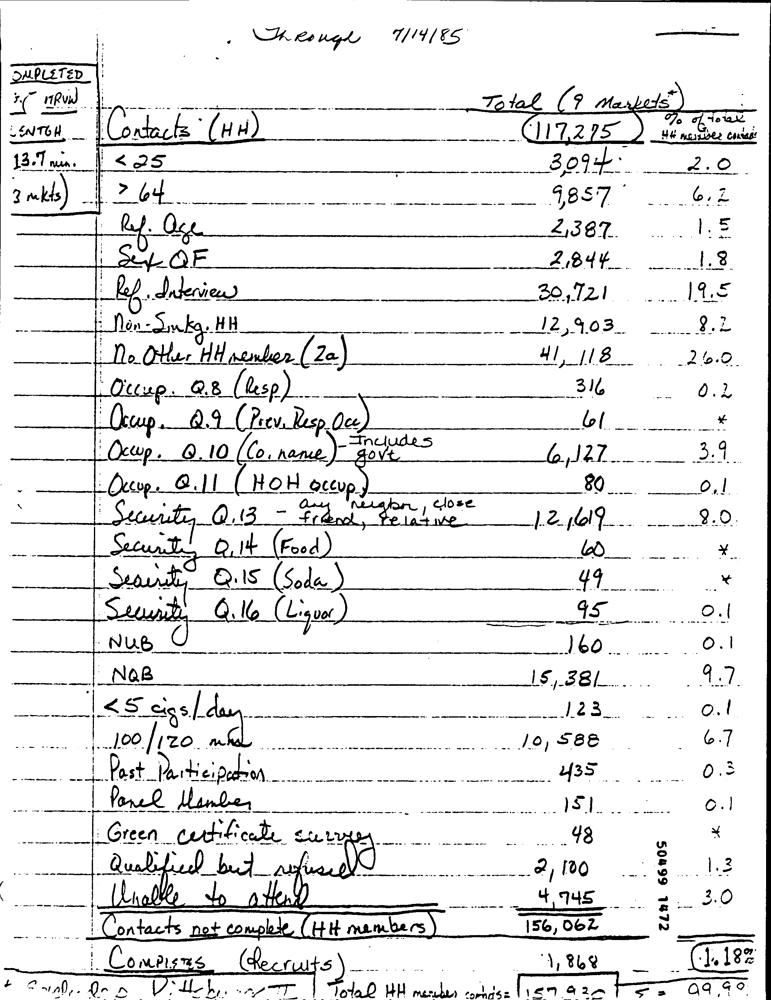 Through 7/14/85
OMPLETED
ITRVW
LENTGH
13.7 min.
3 mkts)
Total (9 Markets*)
Contacts (HH) 117,275 % of total HH member contacts
< 25 3,094 2.0
> 64 9,857 6.2
Ref. Age 2,387 1.5
Sex QF 2,844 1.8
Ref. Interview 30,721 19.5
Non-Smkg. HH 12,903 8.2
No Other HH member (2a) 41,118 26.0
Occup. Q.8 (Resp) 316 0.2
Occup. Q.9 (Prev. Resp Occ) 61 *
Occup. Q.10 (Co. name) - Includes govt 6,127 3.9
Occup. Q.11 (HOH occup) 80 0.1
Security Q.13 - any neighbor, close friend, relative 12,619 8.0
Security Q.14 (Food) 60 *
Security Q.15 (Soda) 49 *
Security Q.16 (Liquor) 95 0.1
NUB 160 0.1
NQB 15,381 9.7
< 5 cigs/day 123 0.1
100/120 mm 10,588 6.7
Past Participation 435 0.3
Panel Member 151 0.1
Green certificate survey 48 *
Qualified but refused 2,100 1.3
Unable to attend 4,745 3.0
Contacts not complete (HH members) 156,062
Completes (Recruits) 1,868 1.18%
Total HH member contacts = 157,930 99.9%
50499 1472